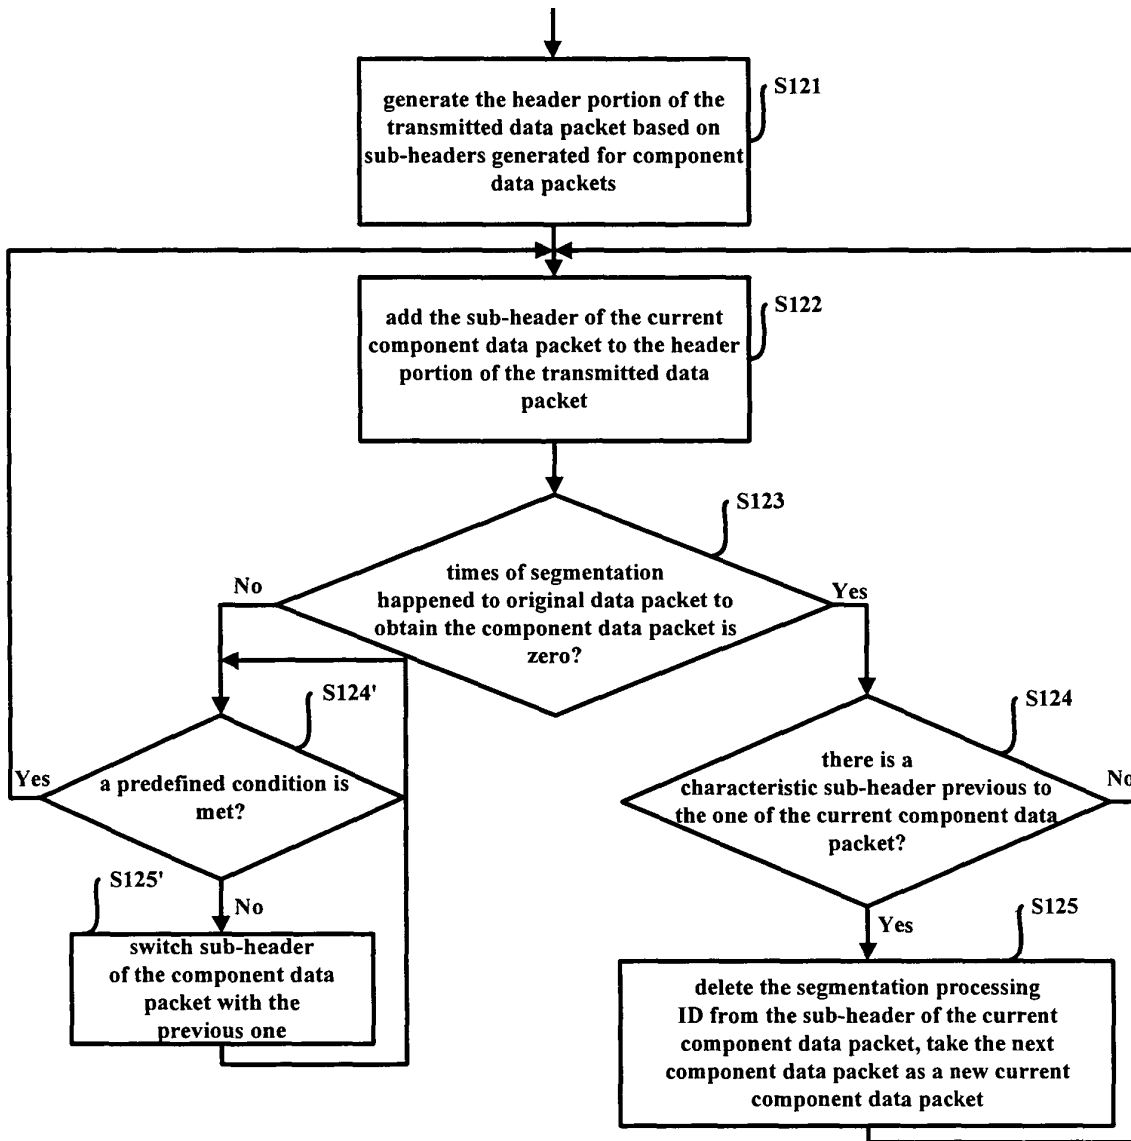 generate the header portion of the
transmitted data packet based on
sub-headers generated for component
data packets
S121
add the sub-header of the current
component data packet to the header
portion of the transmitted data
packet
S122
S123
times of segmentation
happened to original data packet to
obtain the component data packet is
zero?
No
Yes
S124'
a predefined condition is
met?
Yes
No
S125'
switch sub-header
of the component data
packet with the
previous one
S124
there is a
characteristic sub-header previous to
the one of the current component data
packet?
No
Yes
S125
delete the segmentation processing
ID from the sub-header of the current
component data packet, take the next
component data packet as a new current
component data packet